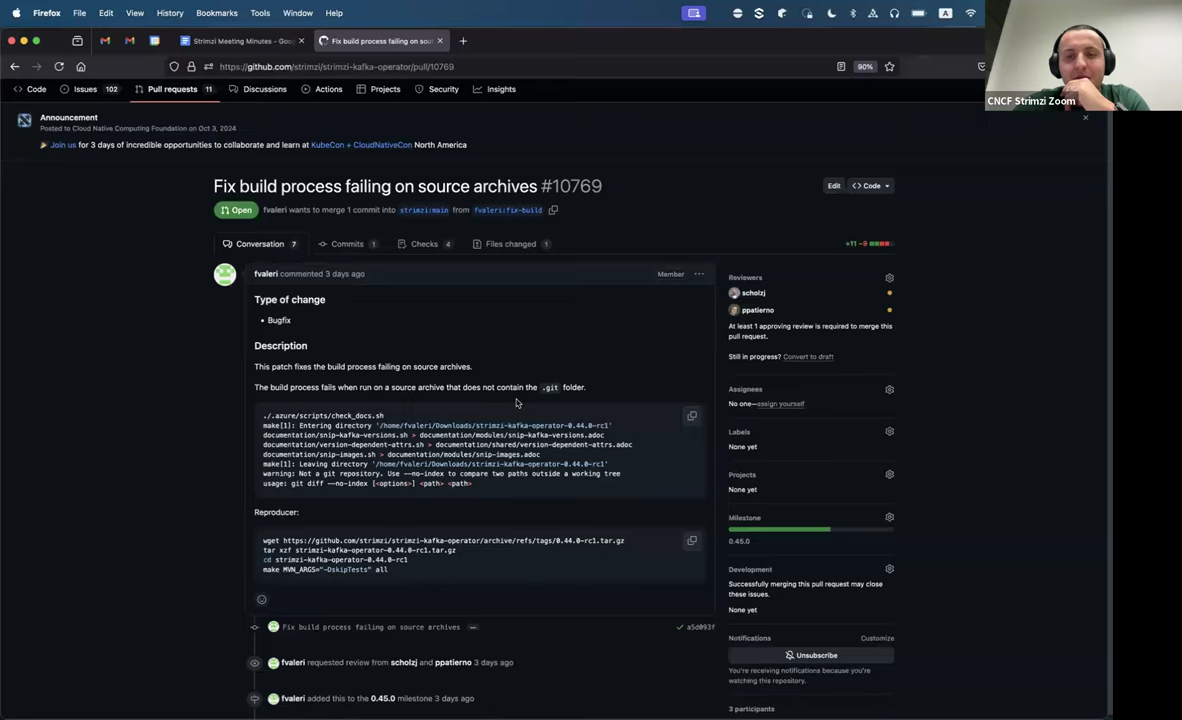 Firefox File Edit View History Bookmarks Tools Window Help
Strimzi Meeting Minutes – Goog
Fix build process failing on sour
https://github.com/strimzi/strimzi-kafka-operator/pull/10769
90%
CNCF Strimzi Zoom
Code Issues 102 Pull requests 11 Discussions Actions Projects Security Insights
Announcement
Posted to Cloud Native Computing Foundation on Oct 3, 2024
🎉 Join us for 3 days of incredible opportunities to collaborate and learn at KubeCon + CloudNativeCon North America
Fix build process failing on source archives #10769
Edit
Code
Open
fvaleri wants to merge 1 commit into strimzi:main from fvaleri:fix-build
Conversation 7 Commits 1 Checks 4 Files changed 1
+11 −9
fvaleri commented 3 days ago
Member
Type of change
• Bugfix
Description
This patch fixes the build process failing on source archives.
The build process fails when run on a source archive that does not contain the .git folder.
./.azure/scripts/check_docs.sh
make[1]: Entering directory '/home/fvaleri/Downloads/strimzi-kafka-operator-0.44.0-rc1'
documentation/snip-kafka-versions.sh > documentation/modules/snip-kafka-versions.adoc
documentation/version-dependent-attrs.sh > documentation/shared/version-dependent-attrs.adoc
documentation/snip-images.sh > documentation/modules/snip-images.adoc
make[1]: Leaving directory '/home/fvaleri/Downloads/strimzi-kafka-operator-0.44.0-rc1'
warning: Not a git repository. Use --no-index to compare two paths outside a working tree
usage: git diff --no-index [<options>] <path> <path>
Reproducer:
wget https://github.com/strimzi/strimzi-kafka-operator/archive/refs/tags/0.44.0-rc1.tar.gz
tar xzf strimzi-kafka-operator-0.44.0-rc1.tar.gz
cd strimzi-kafka-operator-0.44.0-rc1
make MVN_ARGS="-DskipTests" all
Fix build process failing on source archives
a5d093f
fvaleri requested review from scholzj and ppatierno 3 days ago
fvaleri added this to the 0.45.0 milestone 3 days ago
Reviewers
scholzj
ppatierno
At least 1 approving review is required to merge this
pull request.
Still in progress? Convert to draft
Assignees
No one—assign yourself
Labels
None yet
Projects
None yet
Milestone
0.45.0
Development
Successfully merging this pull request may close
these issues.
None yet
Notifications
Customize
Unsubscribe
You're receiving notifications because you're
watching this repository.
3 participants